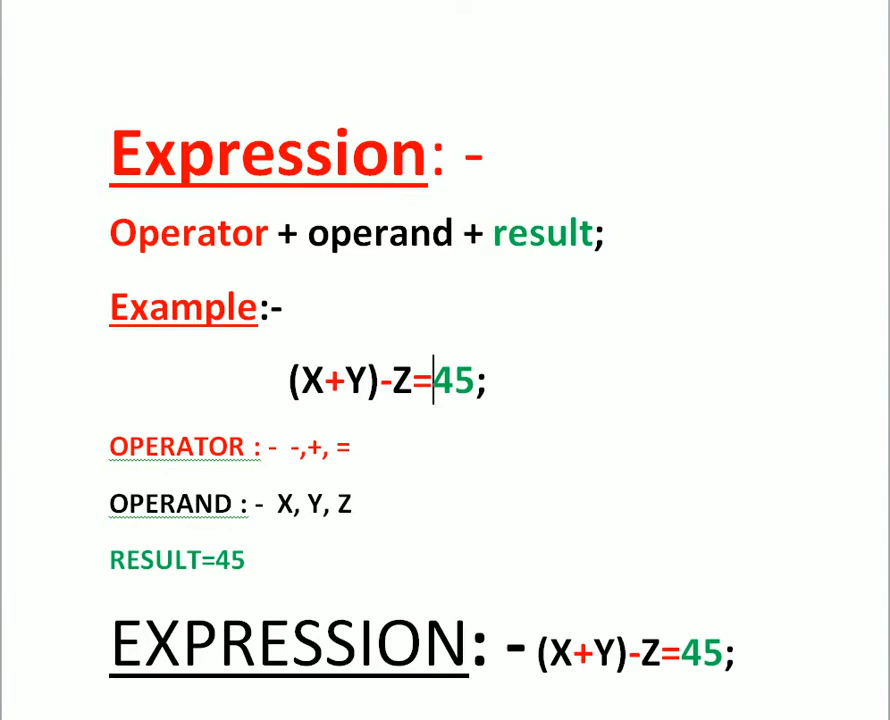 Expression: -
Operator + operand + result;
Example:-
(X+Y)-Z=45;
OPERATOR : - -,+, =
OPERAND : - X, Y, Z
RESULT=45
EXPRESSION: - (X+Y)-Z=45;